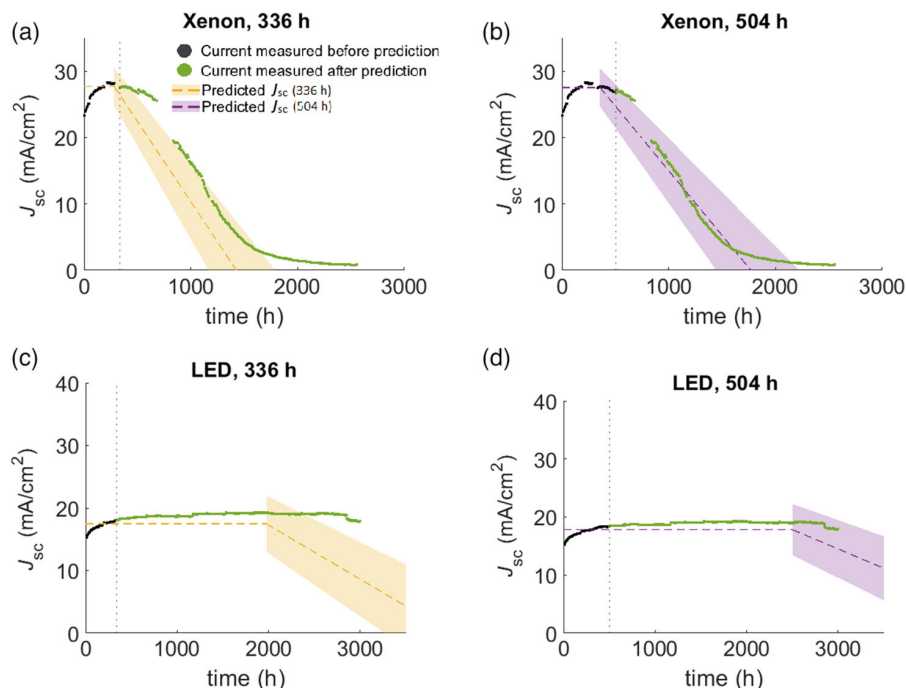 (a)
Xenon, 336 h
Current measured before prediction
Current measured after prediction
Predicted Jsc (336 h)
Predicted Jsc (504 h)
Jsc (mA/cm2)
30
20
10
0
0 1000 2000 3000
time (h)
(b)
Xenon, 504 h
Jsc (mA/cm2)
30
20
10
0
0 1000 2000 3000
time (h)
(c)
LED, 336 h
Jsc (mA/cm2)
40
30
20
10
0
0 1000 2000 3000
time (h)
(d)
LED, 504 h
Jsc (mA/cm2)
40
30
20
10
0
0 1000 2000 3000
time (h)